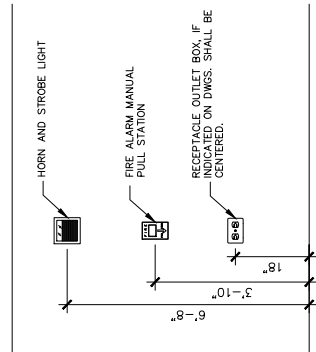 HORN AND STROBE LIGHT
FIRE ALARM MANUAL
PULL STATION
RECEPTACLE OUTLET BOX, IF
INDICATED ON DWGS. SHALL BE
CENTERED.
18"
3'-10"
6'-8"